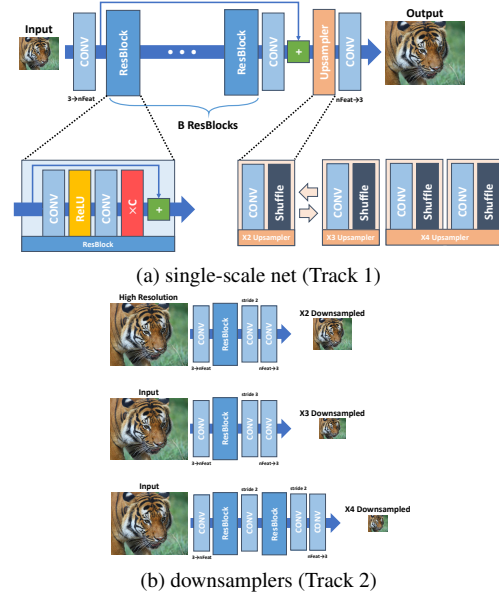 Input
CONV
3→nFeat
ResBlock
ResBlock
CONV
+
Upsampler
CONV
nFeat→3
Output
B ResBlocks
CONV
ReLU
CONV
×C
+
ResBlock
CONV
Shuffle
X2 Upsampler
CONV
Shuffle
X3 Upsampler
CONV
Shuffle
CONV
Shuffle
X4 Upsampler
(a) single-scale net (Track 1)
High Resolution
CONV
3→nFeat
ResBlock
stride 2
CONV
CONV
nFeat→3
X2 Downsampled
Input
CONV
3→nFeat
ResBlock
stride 3
CONV
CONV
nFeat→3
X3 Downsampled
Input
CONV
3→nFeat
ResBlock
stride 2
CONV
ResBlock
stride 2
CONV
CONV
nFeat→3
X4 Downsampled
(b) downsamplers (Track 2)